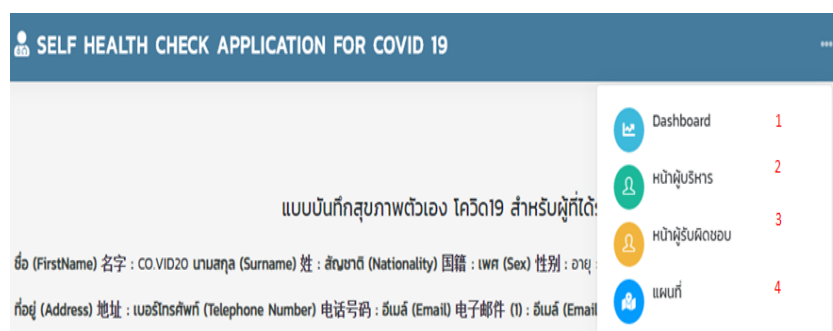 SELF HEALTH CHECK APPLICATION FOR COVID 19
Dashboard 1
หน้าผู้บริหาร 2
หน้าผู้รับผิดชอบ 3
แผนที่ 4
แบบบันทึกสุขภาพตัวเอง โควิด19 สำหรับผู้ที่ได้
ชื่อ (FirstName) 名字 : CO.VID20 นามสกุล (Surname) 姓 : สัญชาติ (Nationality) 国籍 : เพศ (Sex) 性别 : อายุ :
ที่อยู่ (Address) 地址 : เบอร์โทรศัพท์ (Telephone Number) 电话号码 : อีเมล์ (Email) 电子邮件 (1) : อีเมล์ (Email